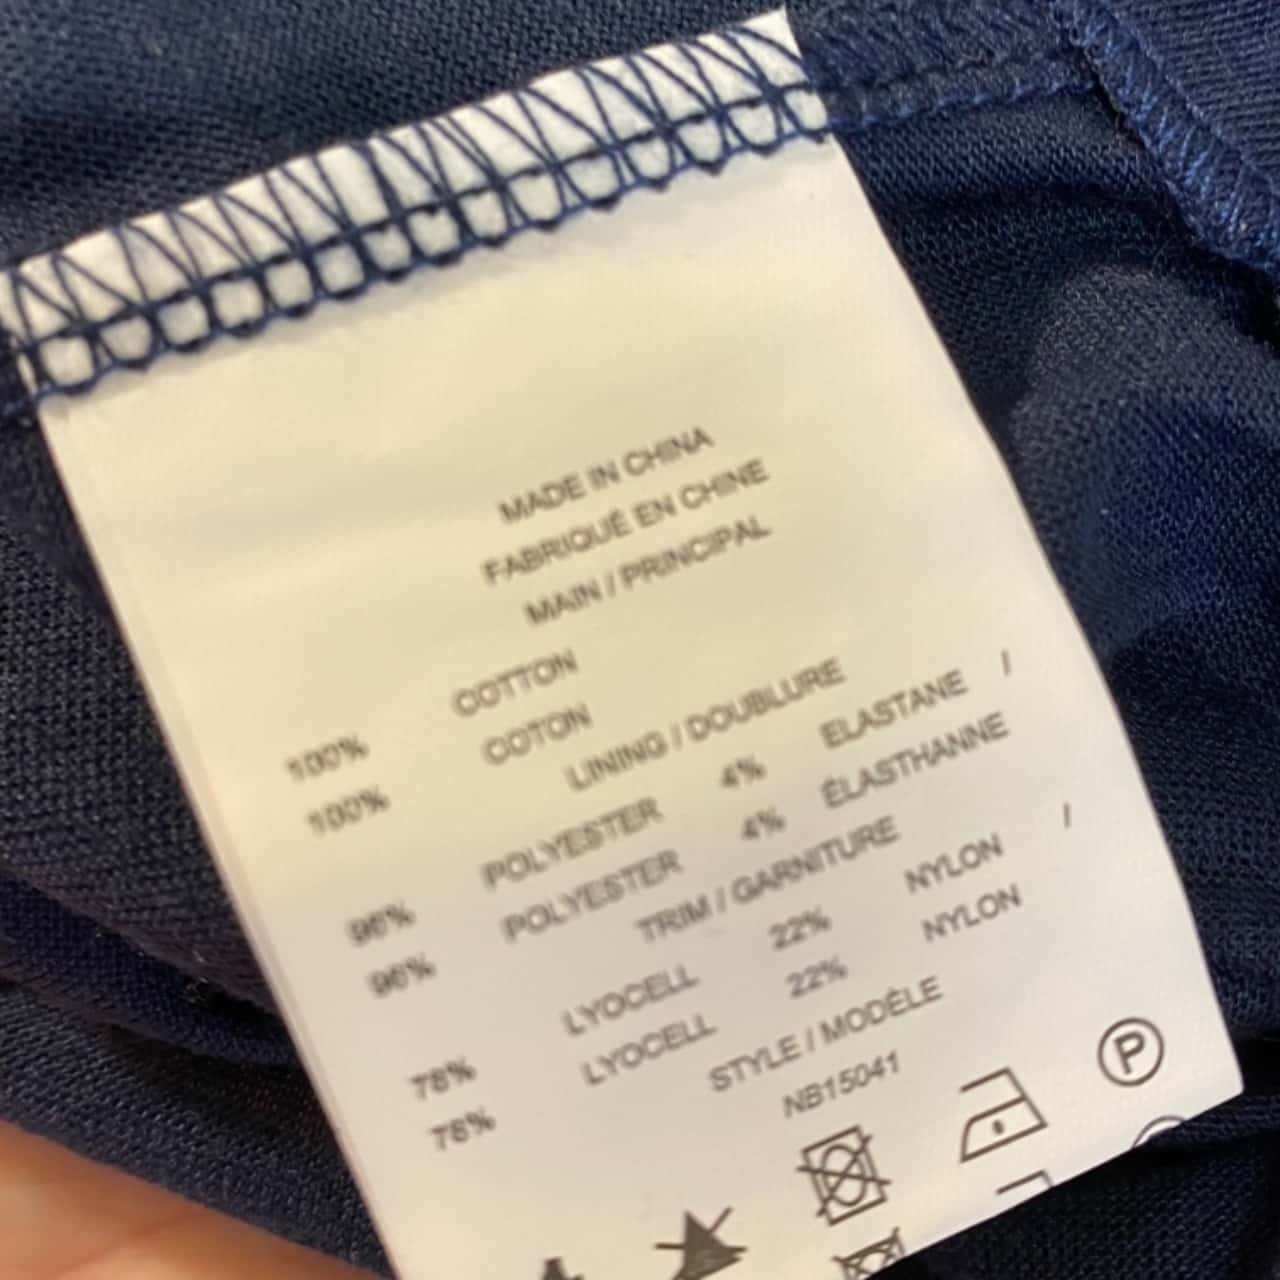 MADE IN CHINA
FABRIQUÉ EN CHINE
MAIN / PRINCIPAL
100% COTTON
100% COTON
LINING / DOUBLURE
96% POLYESTER 4% ELASTANE /
96% POLYESTER 4% ÉLASTHANNE
TRIM / GARNITURE
78% LYOCELL 22% NYLON /
78% LYOCELL 22% NYLON
STYLE / MODÈLE
NB15041
P